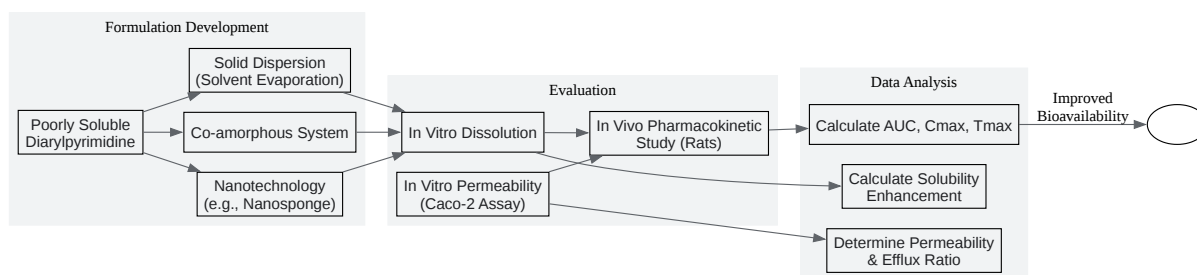 Formulation Development
Poorly Soluble
Diarylpyrimidine
Solid Dispersion
(Solvent Evaporation)
Co-amorphous System
Nanotechnology
(e.g., Nanosponge)
Evaluation
In Vitro Dissolution
In Vitro Permeability
(Caco-2 Assay)
In Vivo Pharmacokinetic
Study (Rats)
Data Analysis
Calculate AUC, Cmax, Tmax
Calculate Solubility
Enhancement
Determine Permeability
& Efflux Ratio
Improved
Bioavailability